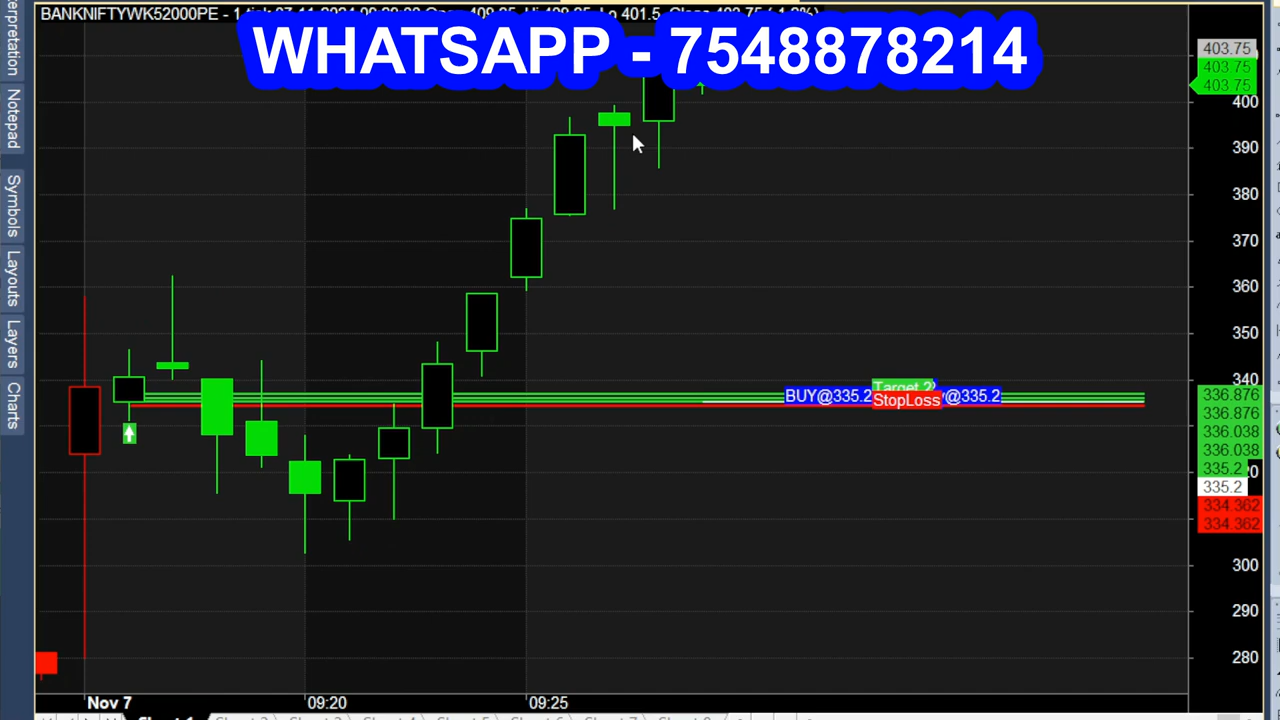 BANKNIFTYWK52000PE - 1
WHATSAPP - 7548878214
Notepad
Symbols
Layouts
Layers
Charts
403.75
403.75
403.75
400
390
380
370
360
350
340
336.876
336.876
336.038
336.038
335.2
335.2
334.362
334.362
300
290
280
Target 2
BUY@335.2
StopLoss
@335.2
Nov 7
09:20
09:25